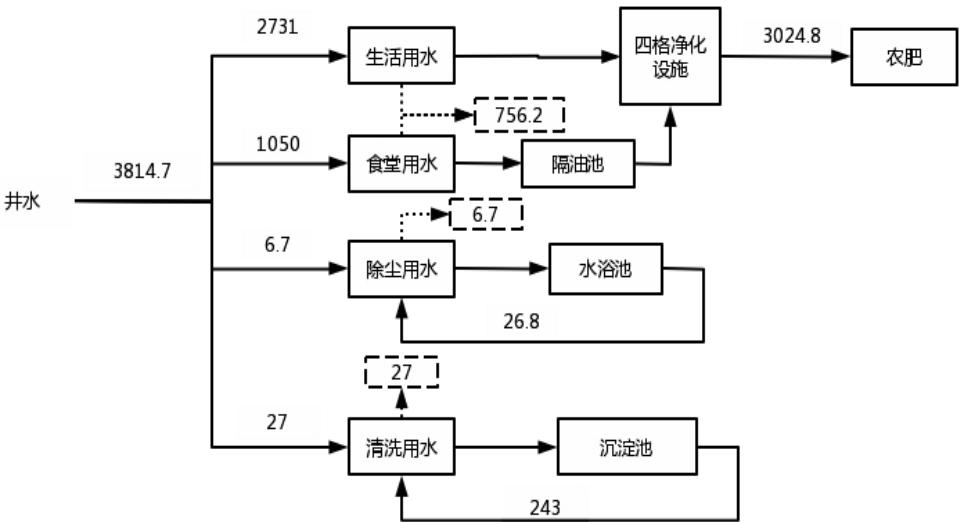 2731
生活用水
四格净化
设施
3024.8
农肥
756.2
1050
食堂用水
隔油池
3814.7
井水
6.7
6.7
除尘用水
水浴池
26.8
27
27
清洗用水
沉淀池
243